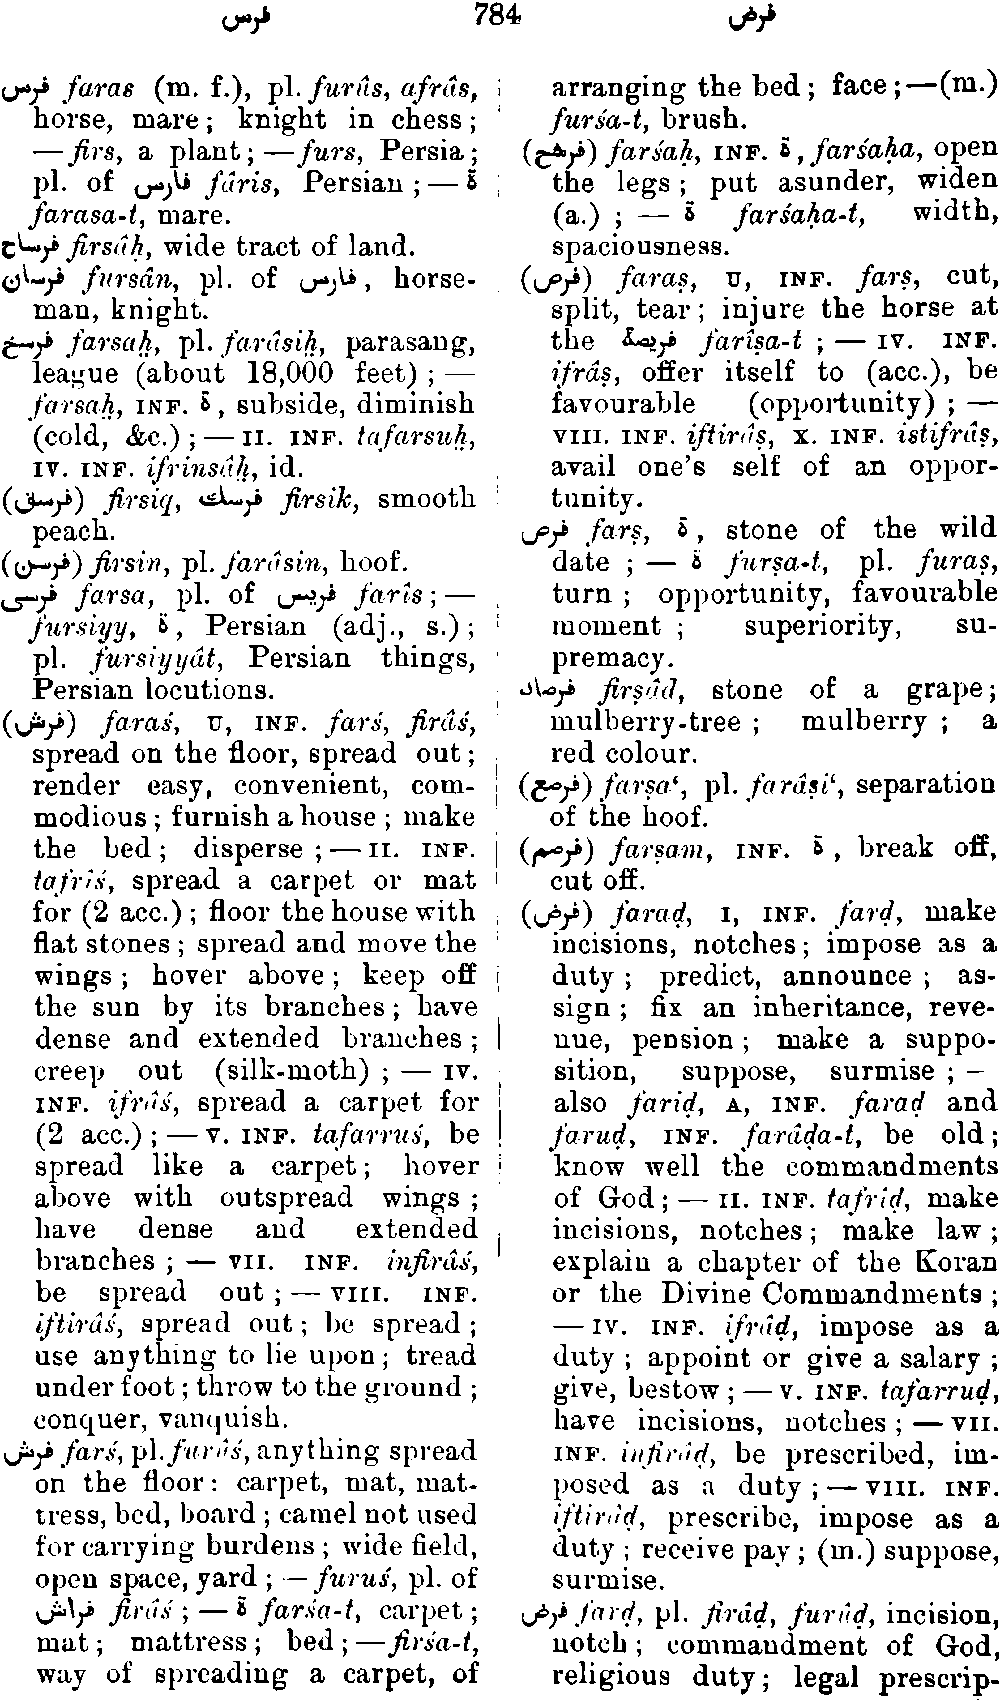 فرس 784 فرض
فرس faras (m. f.), pl. furâs, afrâs,
horse, mare; knight in chess;
— firs, a plant; — furs, Persia;
pl. of فارس fâris, Persian; — ة
farasa-t, mare.
فرساح firsâḥ, wide tract of land.
فرسان fursân, pl. of فارس, horse-
man, knight.
فرسخ farsaḫ, pl. farâsiḫ, parasang,
league (about 18,000 feet); —
farsaḫ, INF. ة, subside, diminish
(cold, &c.); — II. INF. tafarsuḫ,
IV. INF. ifrinsâḫ, id.
(فرسق) firsiq, فرسك firsik, smooth
peach.
(فرسن) firsin, pl. farâsin, hoof.
فرسى farsa, pl. of فريس farîs; —
fursiyy, ة, Persian (adj., s.);
pl. fursiyyât, Persian things,
Persian locutions.
(فرش) faraś, U, INF. farś, firâś,
spread on the floor, spread out;
render easy, convenient, com-
modious; furnish a house; make
the bed; disperse; — II. INF.
tafrîś, spread a carpet or mat
for (2 acc.); floor the house with
flat stones; spread and move the
wings; hover above; keep off
the sun by its branches; have
dense and extended branches;
creep out (silk-moth); — IV.
INF. ifrâś, spread a carpet for
(2 acc.); — V. INF. tafarruś, be
spread like a carpet; hover
above with outspread wings;
have dense and extended
branches; — VII. INF. infirâś,
be spread out; — VIII. INF.
iftirâś, spread out; be spread;
use anything to lie upon; tread
under foot; throw to the ground;
conquer, vanquish.
فرش farś, pl. furûś, anything spread
on the floor: carpet, mat, mat-
tress, bed, board; camel not used
for carrying burdens; wide field,
open space, yard; — furuś, pl. of
فراش firâś; — ة farśa-t, carpet;
mat; mattress; bed; — firśa-t,
way of spreading a carpet, of
arranging the bed; face; — (m.)
furśa-t, brush.
(فرشح) farśaḥ, INF. ة, farśaḥa, open
the legs; put asunder, widen
(a.); — ة farśaḥa-t, width,
spaciousness.
(فرص) faraṣ, U, INF. farṣ, cut,
split, tear; injure the horse at
the فريصة farîṣa-t; — IV. INF.
ifrâṣ, offer itself to (acc.), be
favourable (opportunity); —
VIII. INF. iftirâṣ, X. INF. istifrâṣ,
avail one's self of an oppor-
tunity.
فرص farṣ, ة, stone of the wild
date; — ة furṣa-t, pl. furaṣ,
turn; opportunity, favourable
moment; superiority, su-
premacy.
فرصاد firṣâd, stone of a grape;
mulberry-tree; mulberry; a
red colour.
(فرصع) farṣa‘, pl. farâṣi‘, separation
of the hoof.
(فرصم) farṣam, INF. ة, break off,
cut off.
(فرض) faraḍ, I, INF. farḍ, make
incisions, notches; impose as a
duty; predict, announce; as-
sign; fix an inheritance, reve-
nue, pension; make a suppo-
sition, suppose, surmise; –
also fariḍ, A, INF. faraḍ and
faruḍ, INF. farâḍa-t, be old;
know well the commandments
of God; — II. INF. tafrîḍ, make
incisions, notches; make law;
explain a chapter of the Koran
or the Divine Commandments;
— IV. INF. ifrâḍ, impose as a
duty; appoint or give a salary;
give, bestow; — V. INF. tafarruḍ,
have incisions, notches; — VII.
INF. infirâḍ, be prescribed, im-
posed as a duty; — VIII. INF.
iftirâḍ, prescribe, impose as a
duty; receive pay; (m.) suppose,
surmise.
فرض farḍ, pl. firâḍ, furûḍ, incision,
notch; commandment of God,
religious duty; legal prescrip-